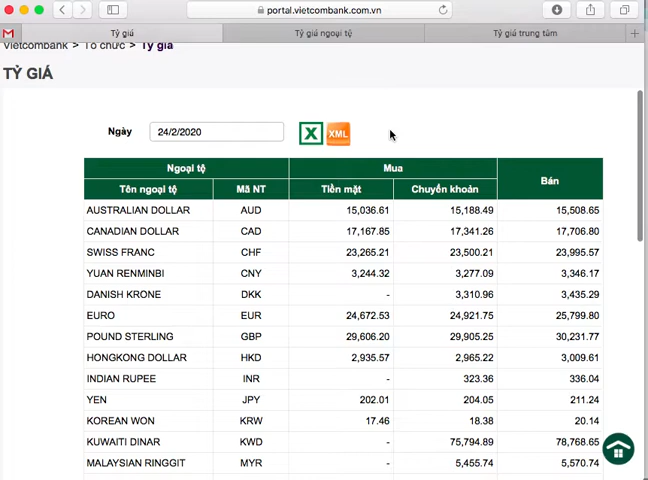 portal.vietcombank.com.vn
Tỷ giá
Tỷ giá ngoại tệ
Tỷ giá trung tâm
Vietcombank > Tổ chức > Tỷ giá
TỶ GIÁ
Ngày 24/2/2020 X XML
Ngoại tệ Mua Bán
Tên ngoại tệ Mã NT Tiền mặt Chuyển khoản
AUSTRALIAN DOLLAR AUD 15,036.61 15,188.49 15,508.65
CANADIAN DOLLAR CAD 17,167.85 17,341.26 17,706.80
SWISS FRANC CHF 23,265.21 23,500.21 23,995.57
YUAN RENMINBI CNY 3,244.32 3,277.09 3,346.17
DANISH KRONE DKK - 3,310.96 3,435.29
EURO EUR 24,672.53 24,921.75 25,799.80
POUND STERLING GBP 29,606.20 29,905.25 30,231.77
HONGKONG DOLLAR HKD 2,935.57 2,965.22 3,009.61
INDIAN RUPEE INR - 323.36 336.04
YEN JPY 202.01 204.05 211.24
KOREAN WON KRW 17.46 18.38 20.14
KUWAITI DINAR KWD - 75,794.89 78,768.65
MALAYSIAN RINGGIT MYR - 5,455.74 5,570.74